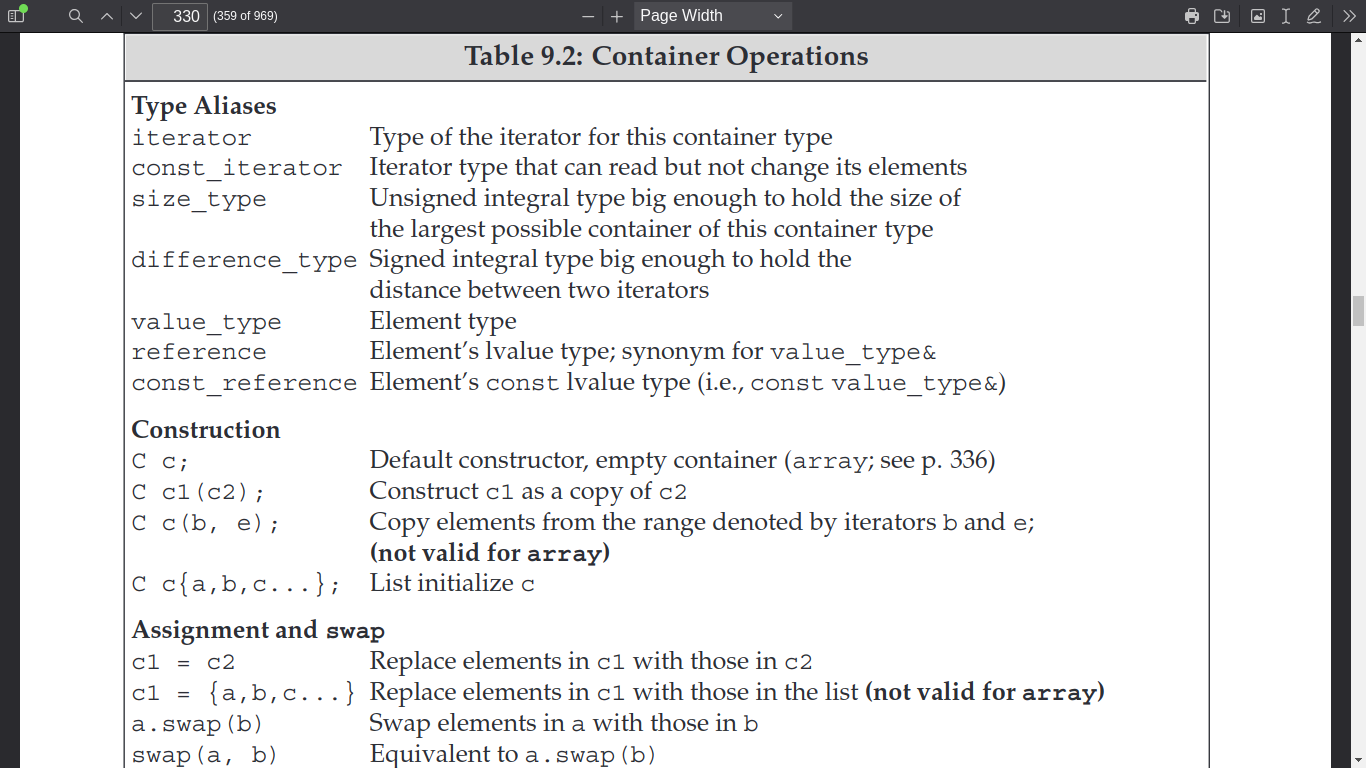 330 (359 of 969) Page Width
Table 9.2: Container Operations
Type Aliases
iterator Type of the iterator for this container type
const_iterator Iterator type that can read but not change its elements
size_type Unsigned integral type big enough to hold the size of
the largest possible container of this container type
difference_type Signed integral type big enough to hold the
distance between two iterators
value_type Element type
reference Element’s lvalue type; synonym for value_type&
const_reference Element’s const lvalue type (i.e., const value_type&)
Construction
C c; Default constructor, empty container (array; see p. 336)
C c1(c2); Construct c1 as a copy of c2
C c(b, e); Copy elements from the range denoted by iterators b and e;
(not valid for array)
C c{a,b,c...}; List initialize c
Assignment and swap
c1 = c2 Replace elements in c1 with those in c2
c1 = {a,b,c...} Replace elements in c1 with those in the list (not valid for array)
a.swap(b) Swap elements in a with those in b
swap(a, b) Equivalent to a.swap(b)